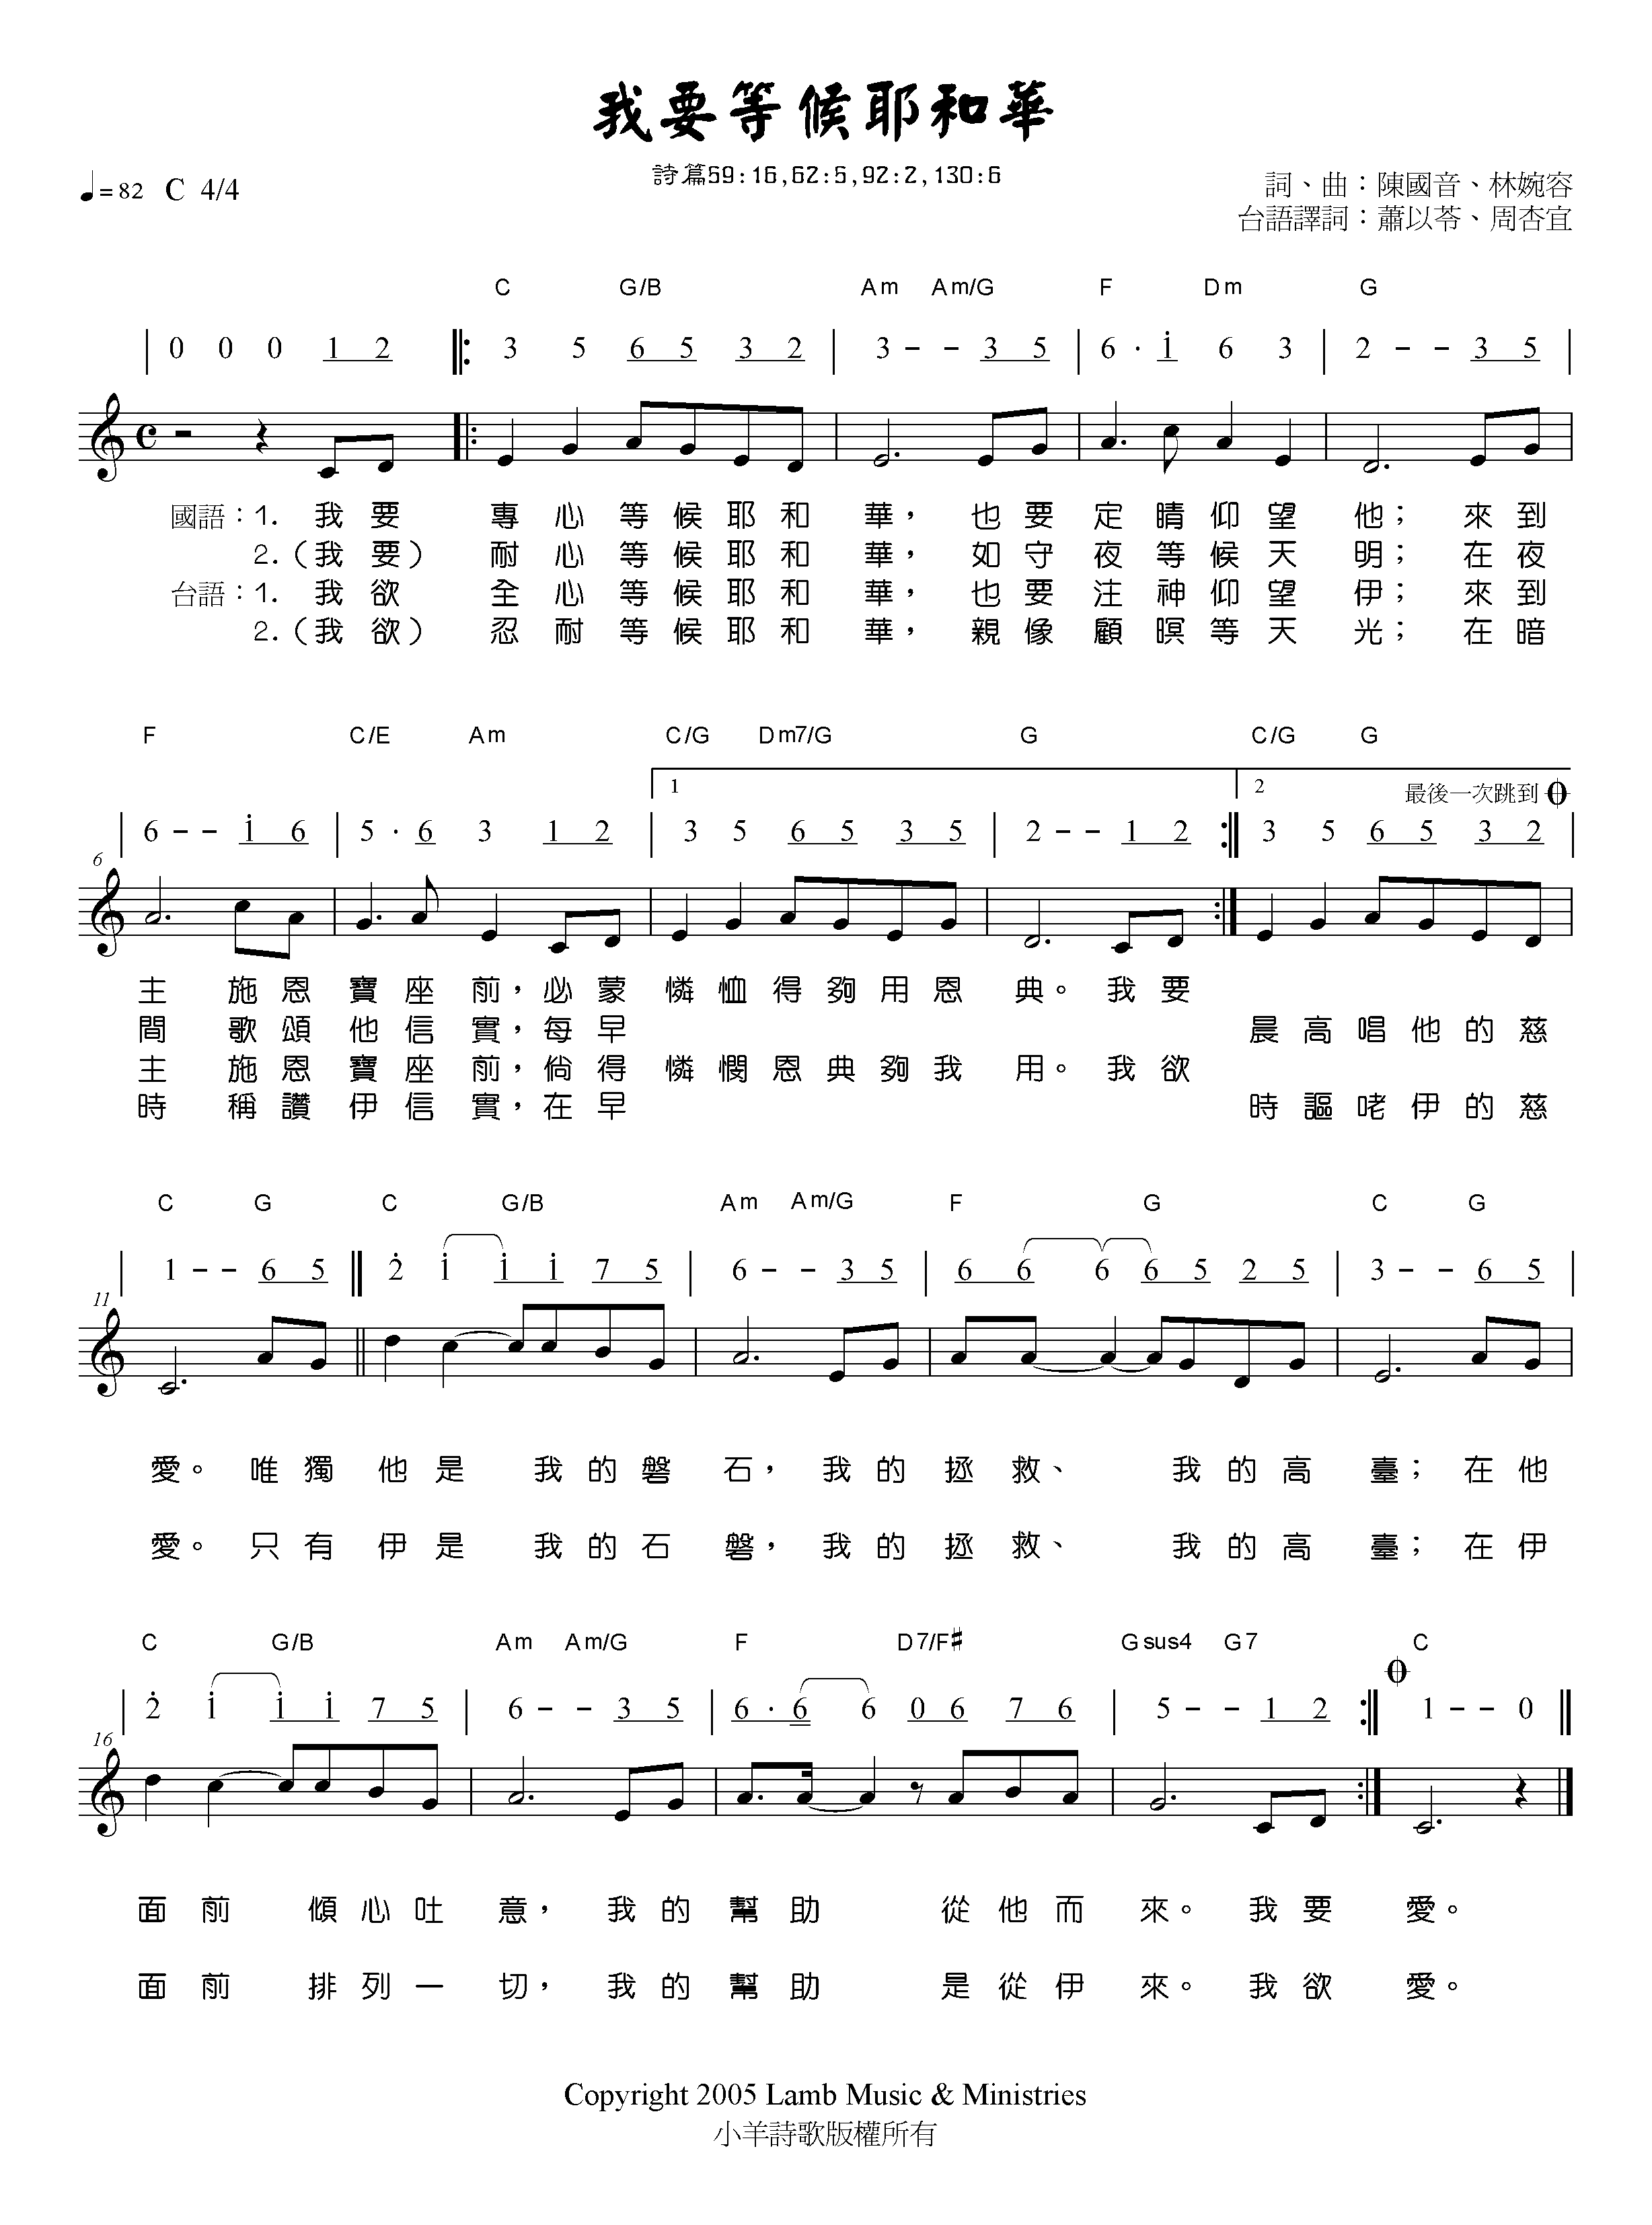 我要等候耶和華
詩篇59:16,62:5,92:2,130:6
♩=82 C 4/4
詞、曲：陳國音、林婉容
台語譯詞：蕭以苓、周杏宜
C G/B Am Am/G F Dm G
| 0 0 0 1 2 ‖: 3 5 6 5 3 2 | 3 - - 3 5 | 6 · i 6 3 | 2 - - 3 5 |
國語：1. 我要 專心等候耶和 華， 也要 定睛仰望 他； 來到
2.（我要） 耐心等候耶和 華， 如守 夜等候天 明； 在夜
台語：1. 我欲 全心等候耶和 華， 也要 注神仰望 伊； 來到
2.（我欲） 忍耐等候耶和 華， 親像 顧暝等天 光； 在暗
F C/E Am C/G Dm7/G G C/G G
1 2 最後一次跳到
6 - - i 6 | 5 · 6 3 1 2 | 3 5 6 5 3 5 | 2 - - 1 2 :‖ 3 5 6 5 3 2 |
6
主 施恩 寶座前，必蒙 憐恤得夠用恩 典。我要
間 歌頌 他信實，每早 晨高唱他的慈
主 施恩 寶座前，倘得 憐憫恩典夠我 用。我欲
時 稱讚 伊信實，在早 時謳咾伊的慈
C G C G/B Am Am/G F G C G
| 1 - - 6 5 ‖ 2 i i i 7 5 | 6 - - 3 5 | 6 6 6 6 5 2 5 | 3 - - 6 5 |
11
愛。唯獨 他是 我的磐 石，我的 拯救、 我的高 臺；在他
愛。只有 伊是 我的石 磐，我的 拯救、 我的高 臺；在伊
C G/B Am Am/G F D7/F♯ Gsus4 G7 C
| 2 i i i 7 5 | 6 - - 3 5 | 6 · 6 6 0 6 7 6 | 5 - - 1 2 :‖ 1 - - 0 ‖
16
面前 傾心吐 意，我的 幫助 從他而 來。我要 愛。
面前 排列一 切，我的 幫助 是從伊 來。我欲 愛。
Copyright 2005 Lamb Music & Ministries
小羊詩歌版權所有